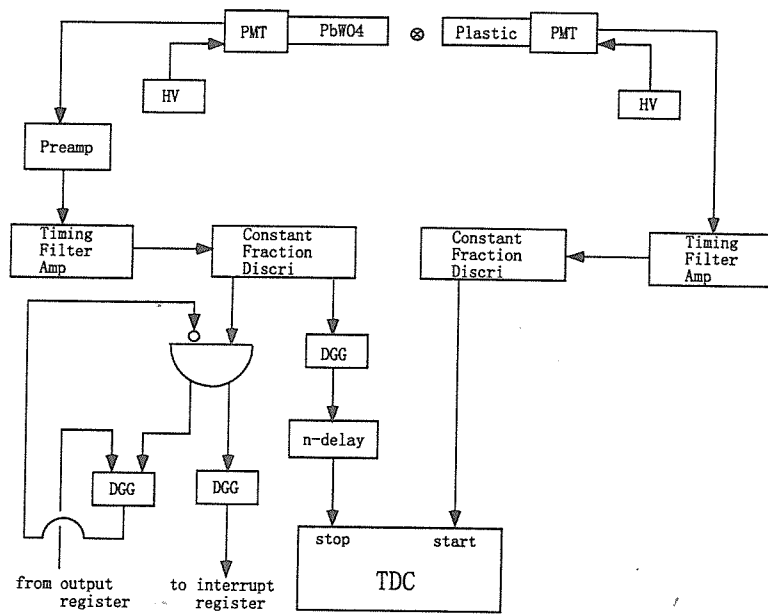 PMT
PbWO4
Plastic
PMT
HV
HV
Preamp
Timing
Filter
Amp
Constant
Fraction
Discri
Constant
Fraction
Discri
Timing
Filter
Amp
DGG
n-delay
DGG
DGG
stop
start
TDC
from output
register
to interrupt
register